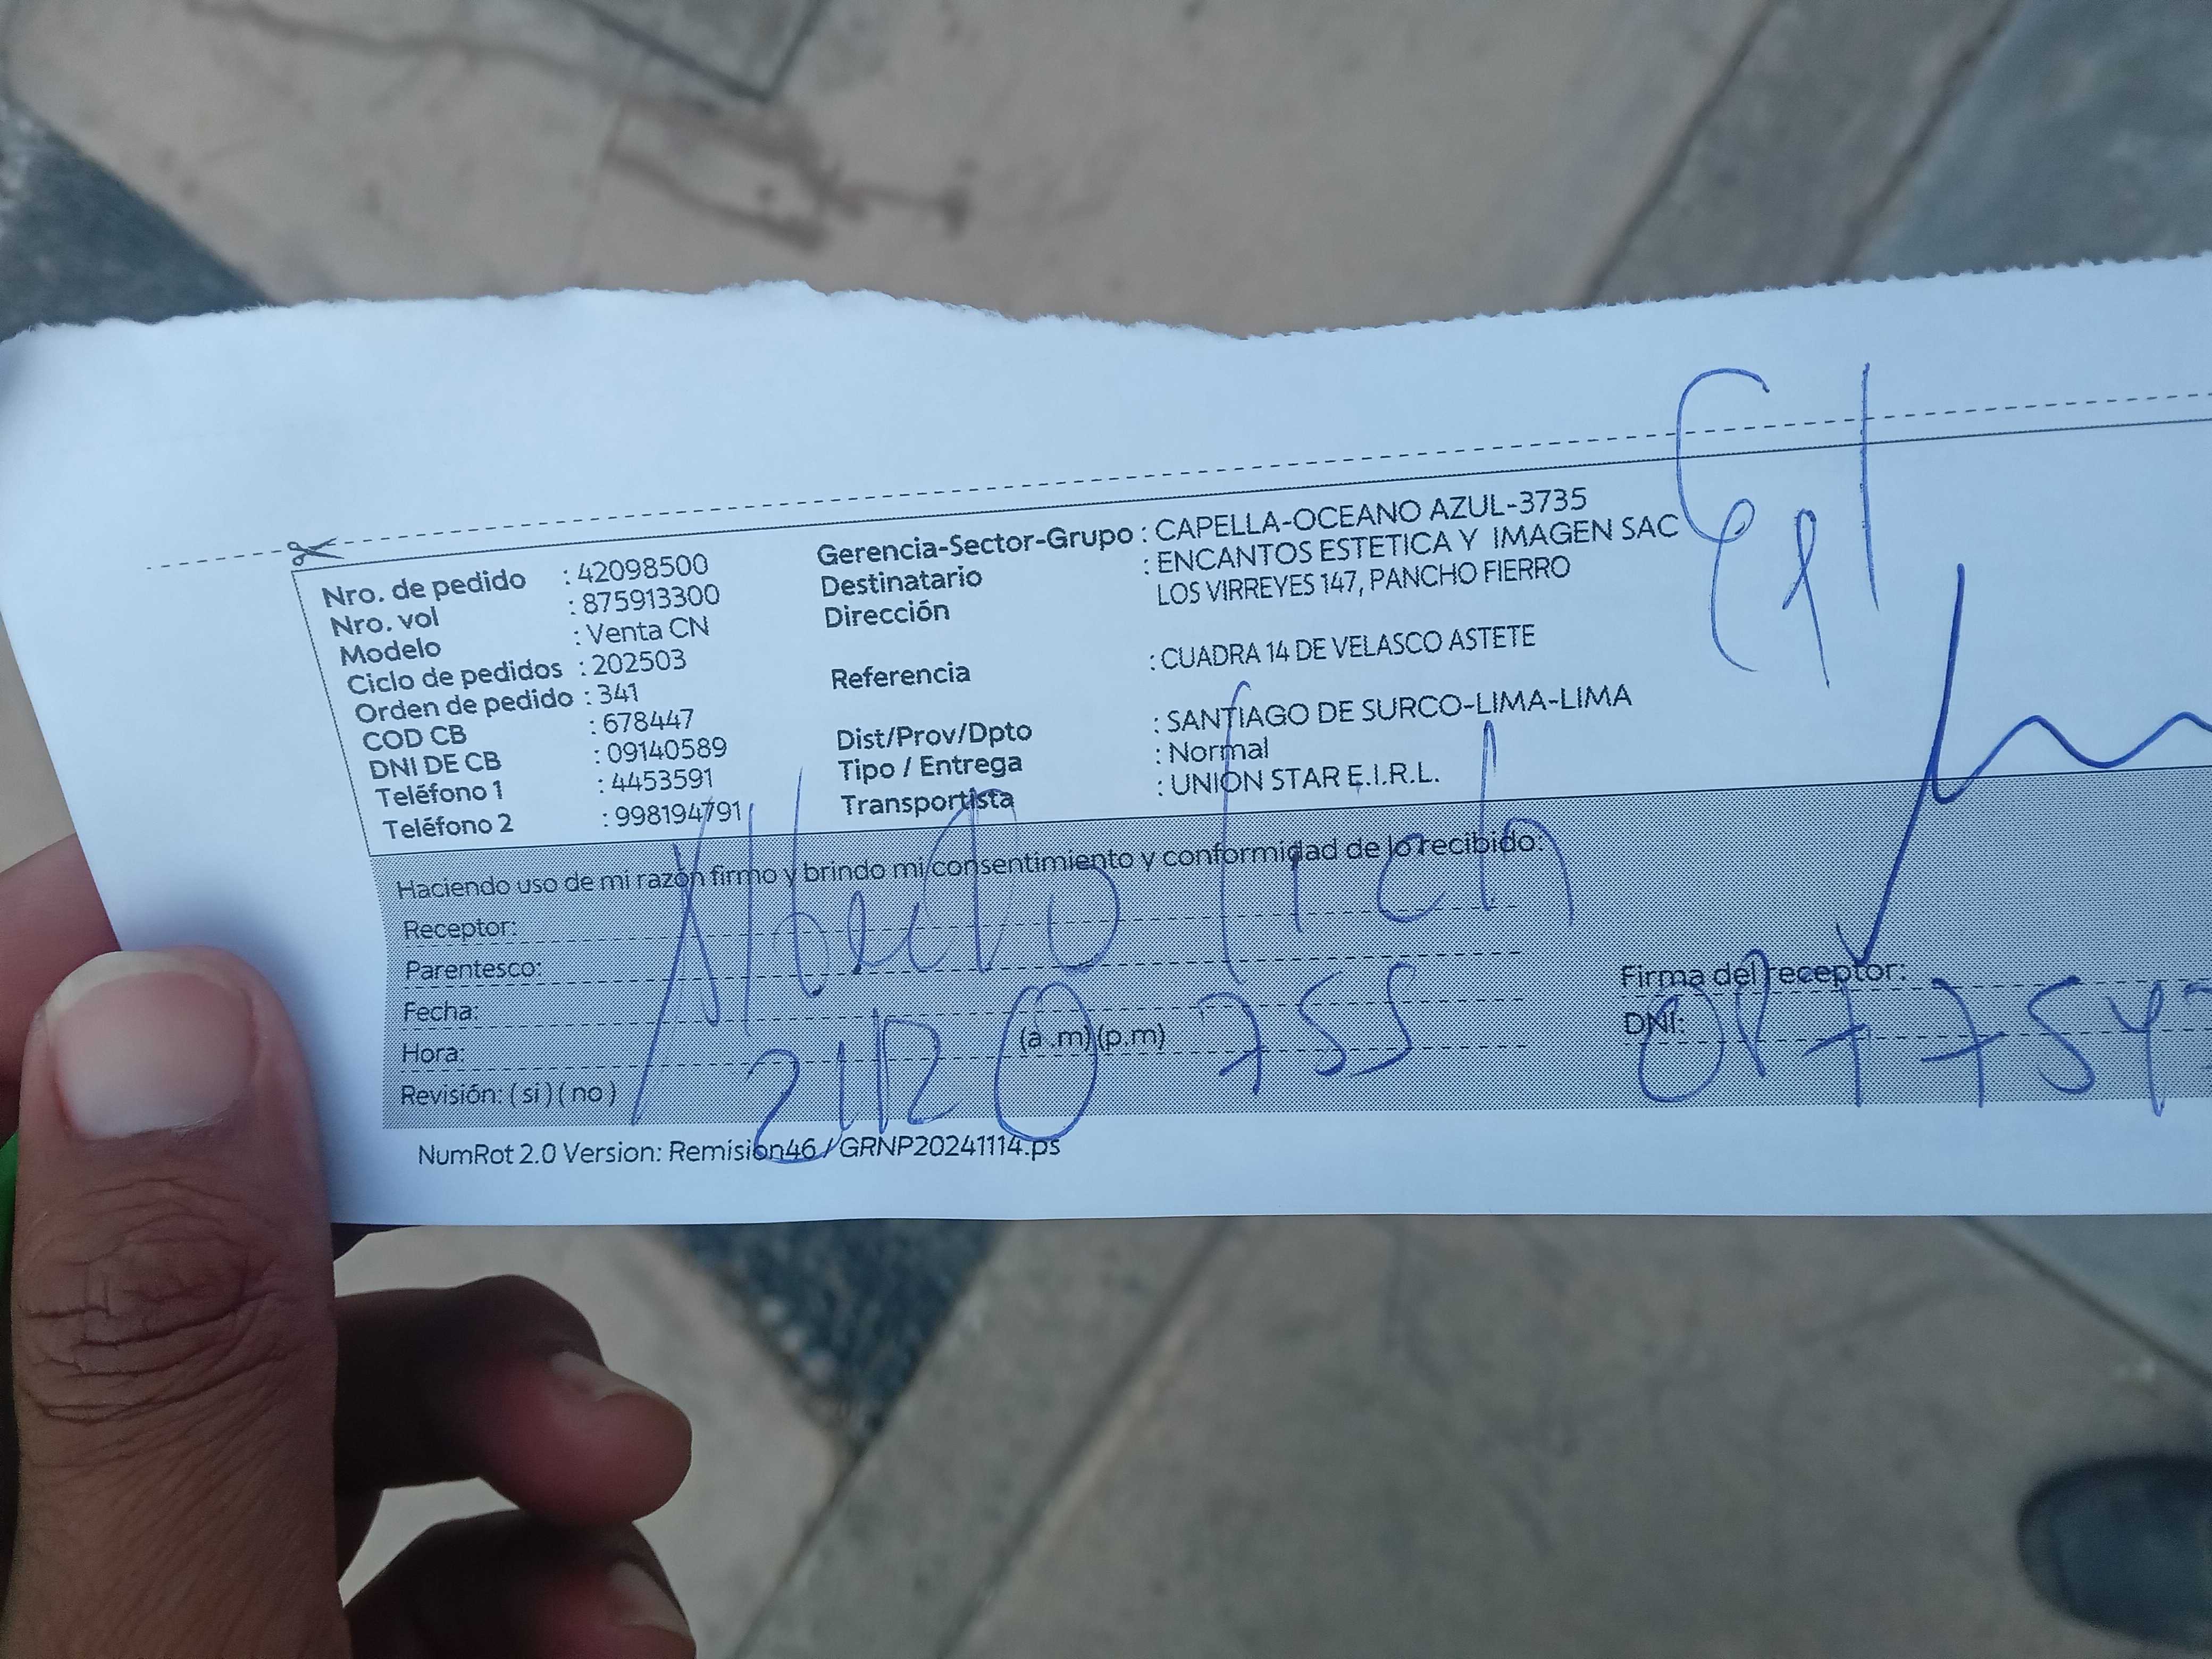 Nro. de pedido : 42098500
Nro. vol : 875913300
Modelo : Venta CN
Ciclo de pedidos : 202503
Orden de pedido : 341
COD CB : 678447
DNI DE CB : 09140589
Teléfono 1 : 4453591
Teléfono 2 : 998194791
Gerencia-Sector-Grupo : CAPELLA-OCEANO AZUL-3735
Destinatario : ENCANTOS ESTETICA Y IMAGEN SAC
Dirección LOS VIRREYES 147, PANCHO FIERRO
Referencia : CUADRA 14 DE VELASCO ASTETE
Dist/Prov/Dpto : SANTIAGO DE SURCO-LIMA-LIMA
Tipo / Entrega : Normal
Transportista : UNION STAR E.I.R.L.
Haciendo uso de mi razón firmo y brindo mi consentimiento y conformidad de lo recibido:
Receptor:
Parentesco:
Fecha:
Hora: (a.m)(p.m)
Revisión: ( si ) ( no )
Firma del receptor:
DNI:
NumRot 2.0 Version: Remision46 / GRNP20241114.ps